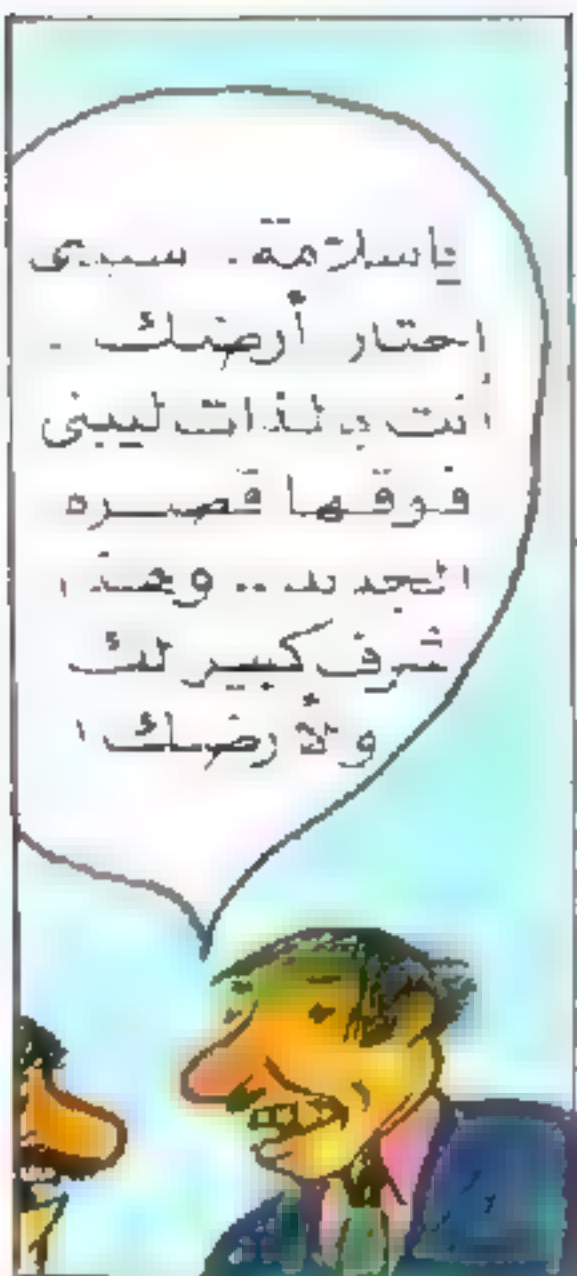 ياسلامة. سيدى
اختار أرضك.
أنت بالذات ليبنى
فوقها قصره
الجديد.. وهذا
شرف كبير لك
ولأرضك!